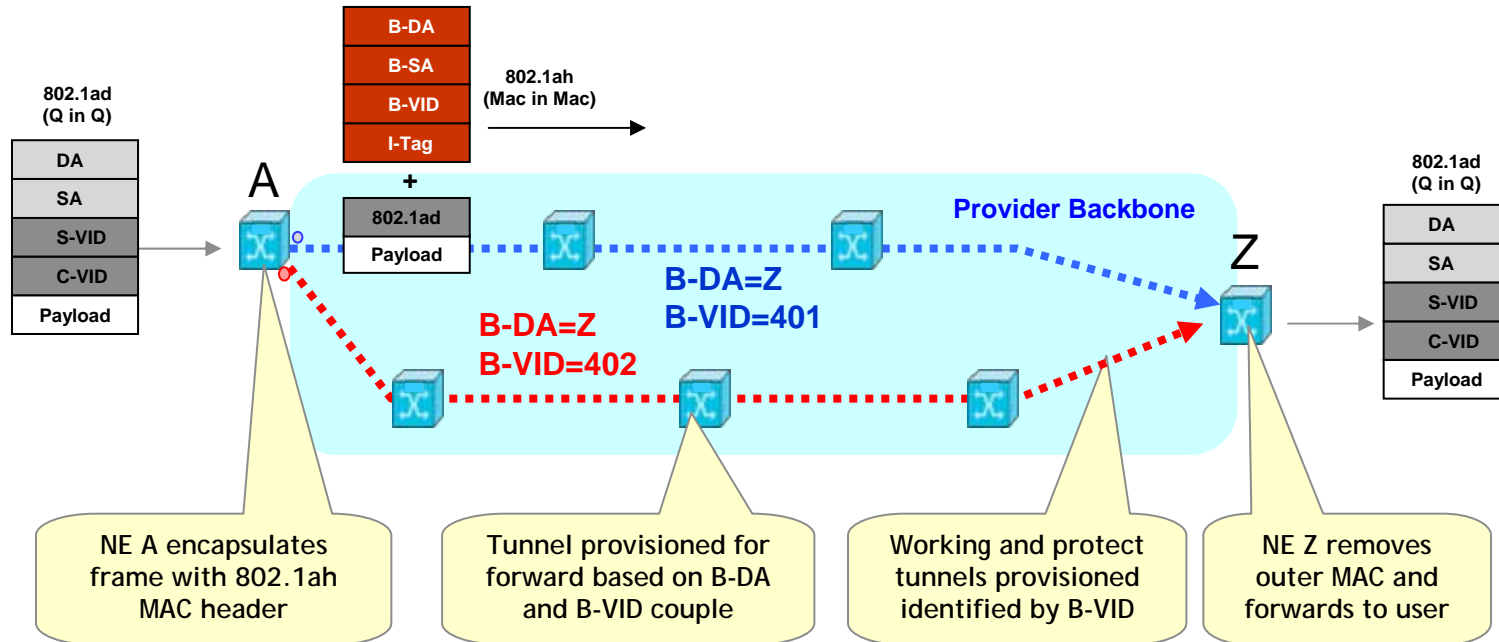 802.1ad
(Q in Q)
DA
SA
S-VID
C-VID
Payload
B-DA
B-SA
B-VID
I-Tag
+
802.1ad
Payload
802.1ah
(Mac in Mac)
A
Provider Backbone
B-DA=Z
B-VID=401
B-DA=Z
B-VID=402
Z
802.1ad
(Q in Q)
DA
SA
S-VID
C-VID
Payload
NE A encapsulates
frame with 802.1ah
MAC header
Tunnel provisioned for
forward based on B-DA
and B-VID couple
Working and protect
tunnels provisioned
identified by B-VID
NE Z removes
outer MAC and
forwards to user